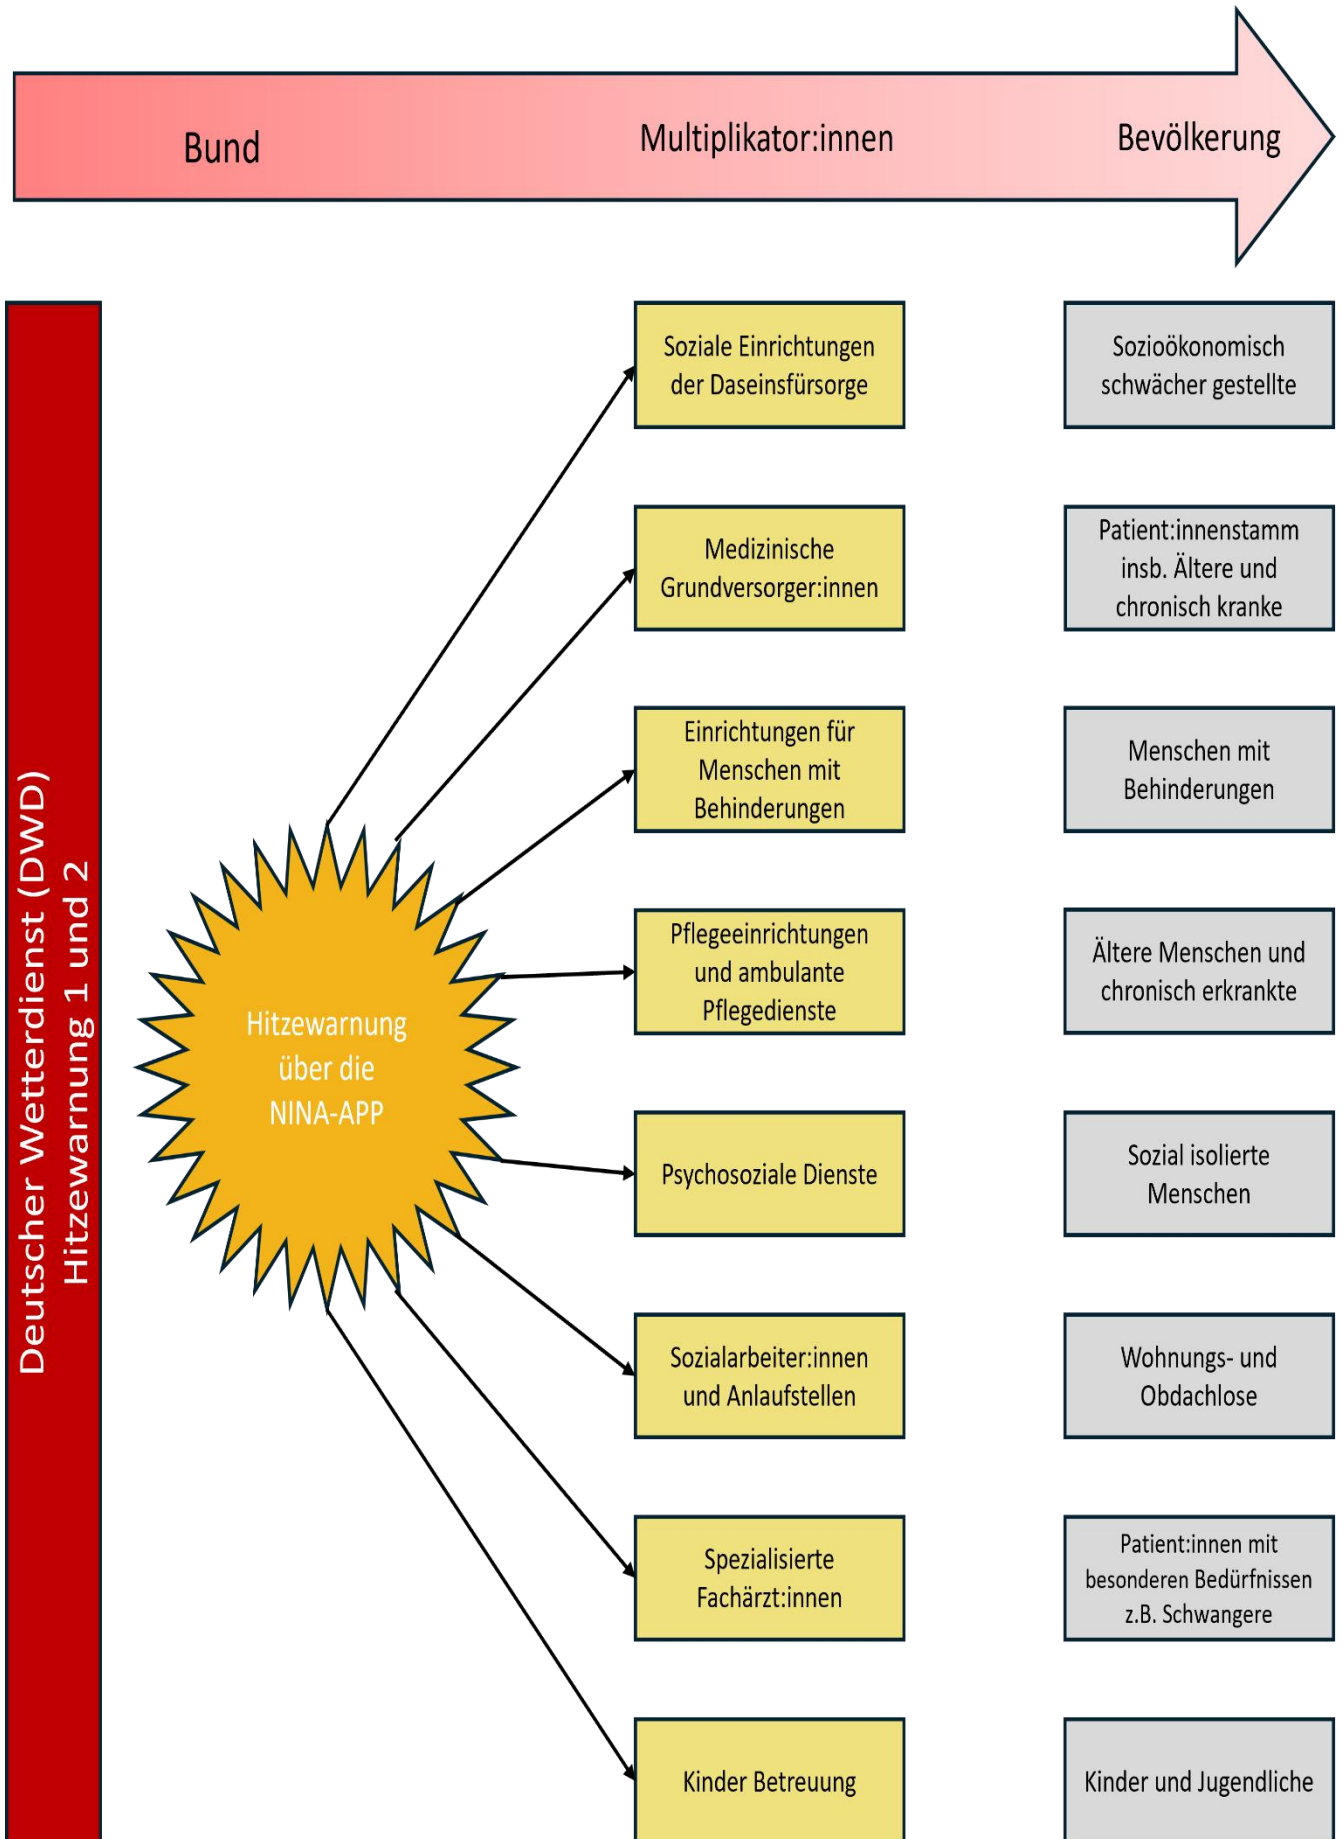 Bund
Multiplikator:innen
Bevölkerung
Deutscher Wetterdienst (DWD)
Hitzewarnung 1 und 2
Hitzewarnung
über die
NINA-APP
Soziale Einrichtungen
der Daseinsfürsorge
Sozioökonomisch
schwächer gestellte
Medizinische
Grundversorger:innen
Patient:innenstamm
insb. Ältere und
chronisch kranke
Einrichtungen für
Menschen mit
Behinderungen
Menschen mit
Behinderungen
Pflegeeinrichtungen
und ambulante
Pflegedienste
Ältere Menschen und
chronisch erkrankte
Psychosoziale Dienste
Sozial isolierte
Menschen
Sozialarbeiter:innen
und Anlaufstellen
Wohnungs- und
Obdachlose
Spezialisierte
Fachärzt:innen
Patient:innen mit
besonderen Bedürfnissen
z.B. Schwangere
Kinder Betreuung
Kinder und Jugendliche